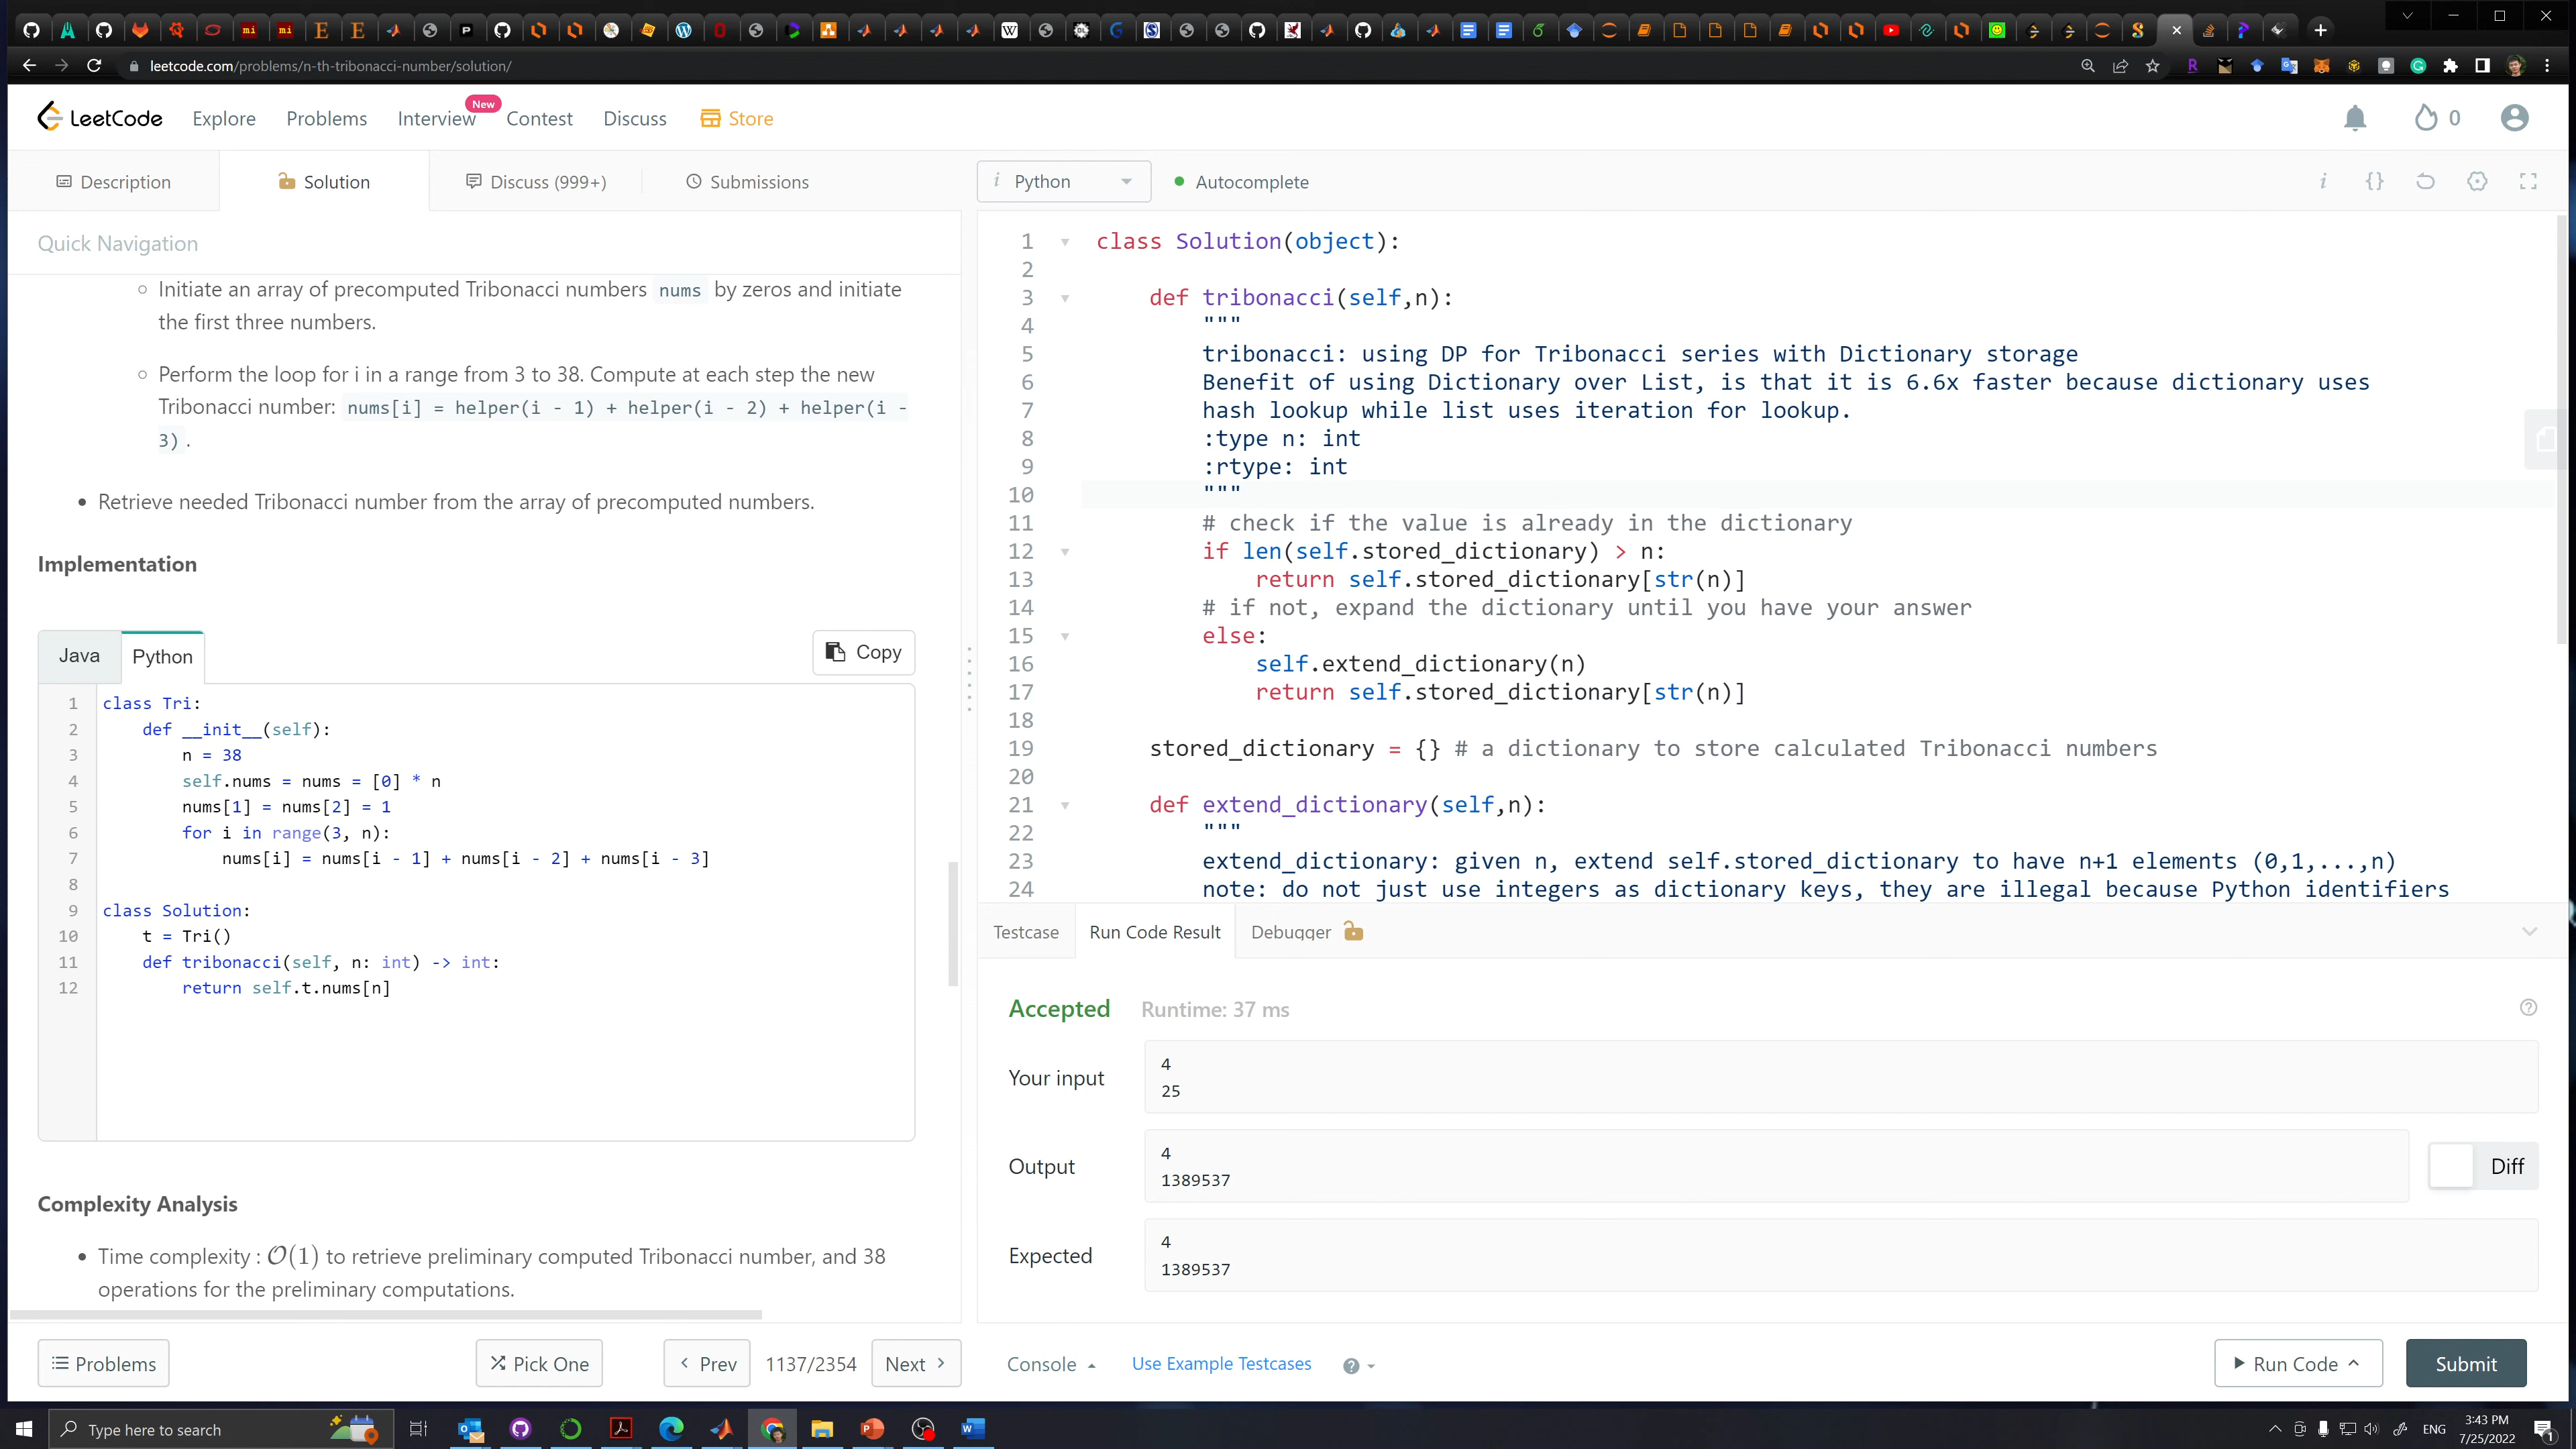 leetcode.com/problems/n-th-tribonacci-number/solution/
LeetCode
Explore
Problems
Interview
New
Contest
Discuss
Store
0
Description
Solution
Discuss (999+)
Submissions
i Python
Autocomplete
Quick Navigation
Initiate an array of precomputed Tribonacci numbers nums by zeros and initiate
the first three numbers.
Perform the loop for i in a range from 3 to 38. Compute at each step the new
Tribonacci number: nums[i] = helper(i - 1) + helper(i - 2) + helper(i -
3) .
Retrieve needed Tribonacci number from the array of precomputed numbers.
Implementation
Java
Python
Copy
1 class Tri:
2 def __init__(self):
3 n = 38
4 self.nums = nums = [0] * n
5 nums[1] = nums[2] = 1
6 for i in range(3, n):
7 nums[i] = nums[i - 1] + nums[i - 2] + nums[i - 3]
8
9 class Solution:
10 t = Tri()
11 def tribonacci(self, n: int) -> int:
12 return self.t.nums[n]
Complexity Analysis
Time complexity : O(1) to retrieve preliminary computed Tribonacci number, and 38
operations for the preliminary computations.
Problems
Pick One
Prev
1137/2354
Next
1 class Solution(object):
2
3 def tribonacci(self,n):
4 """
5 tribonacci: using DP for Tribonacci series with Dictionary storage
6 Benefit of using Dictionary over List, is that it is 6.6x faster because dictionary uses
7 hash lookup while list uses iteration for lookup.
8 :type n: int
9 :rtype: int
10 """
11 # check if the value is already in the dictionary
12 if len(self.stored_dictionary) > n:
13 return self.stored_dictionary[str(n)]
14 # if not, expand the dictionary until you have your answer
15 else:
16 self.extend_dictionary(n)
17 return self.stored_dictionary[str(n)]
18
19 stored_dictionary = {} # a dictionary to store calculated Tribonacci numbers
20
21 def extend_dictionary(self,n):
22 """
23 extend_dictionary: given n, extend self.stored_dictionary to have n+1 elements (0,1,...,n)
24 note: do not just use integers as dictionary keys, they are illegal because Python identifiers
Testcase
Run Code Result
Debugger
Accepted
Runtime: 37 ms
Your input
4
25
Output
4
1389537
Diff
Expected
4
1389537
Console
Use Example Testcases
Run Code
Submit
Type here to search
ENG
3:43 PM
7/25/2022
1